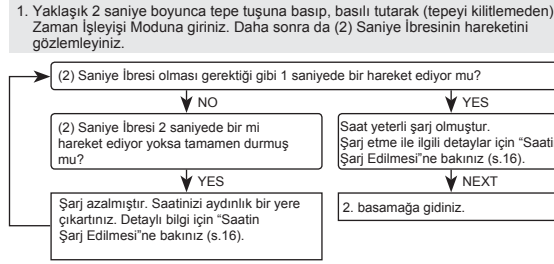 1. Yaklaşık 2 saniye boyunca tepe tuşuna basıp, basılı tutarak (tepeyi kilitlemeden)
Zaman İşleyişi Moduna giriniz. Daha sonra da (2) Saniye İbresinin hareketini
gözlemleyiniz.
(2) Saniye İbresi olması gerektiği gibi 1 saniyede bir hareket ediyor mu?
NO
YES
(2) Saniye İbresi 2 saniyede bir mi
hareket ediyor yoksa tamamen durmuş
mu?
Saat yeterli şarj olmuştur.
Şarj etme ile ilgili detaylar için “Saatin
Şarj Edilmesi”ne bakınız (s.16).
YES
NEXT
Şarj azalmıştır. Saatinizi aydınlık bir yere
çıkartınız. Detaylı bilgi için “Saatin
Şarj Edilmesi”ne bakınız (s.16).
2. basamağa gidiniz.